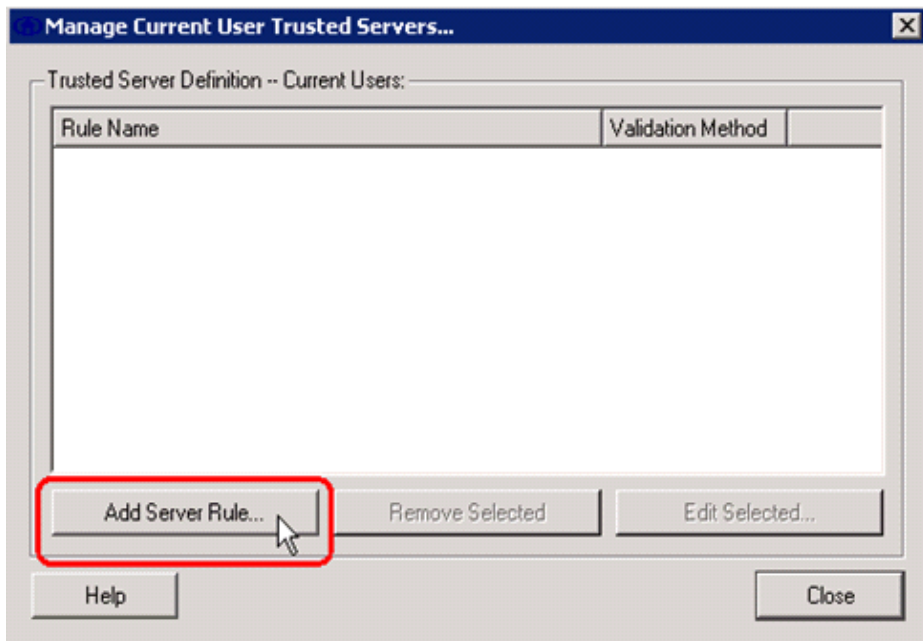 Manage Current User Trusted Servers...
Trusted Server Definition -- Current Users:
Rule Name Validation Method
Add Server Rule... Remove Selected Edit Selected...
Help Close